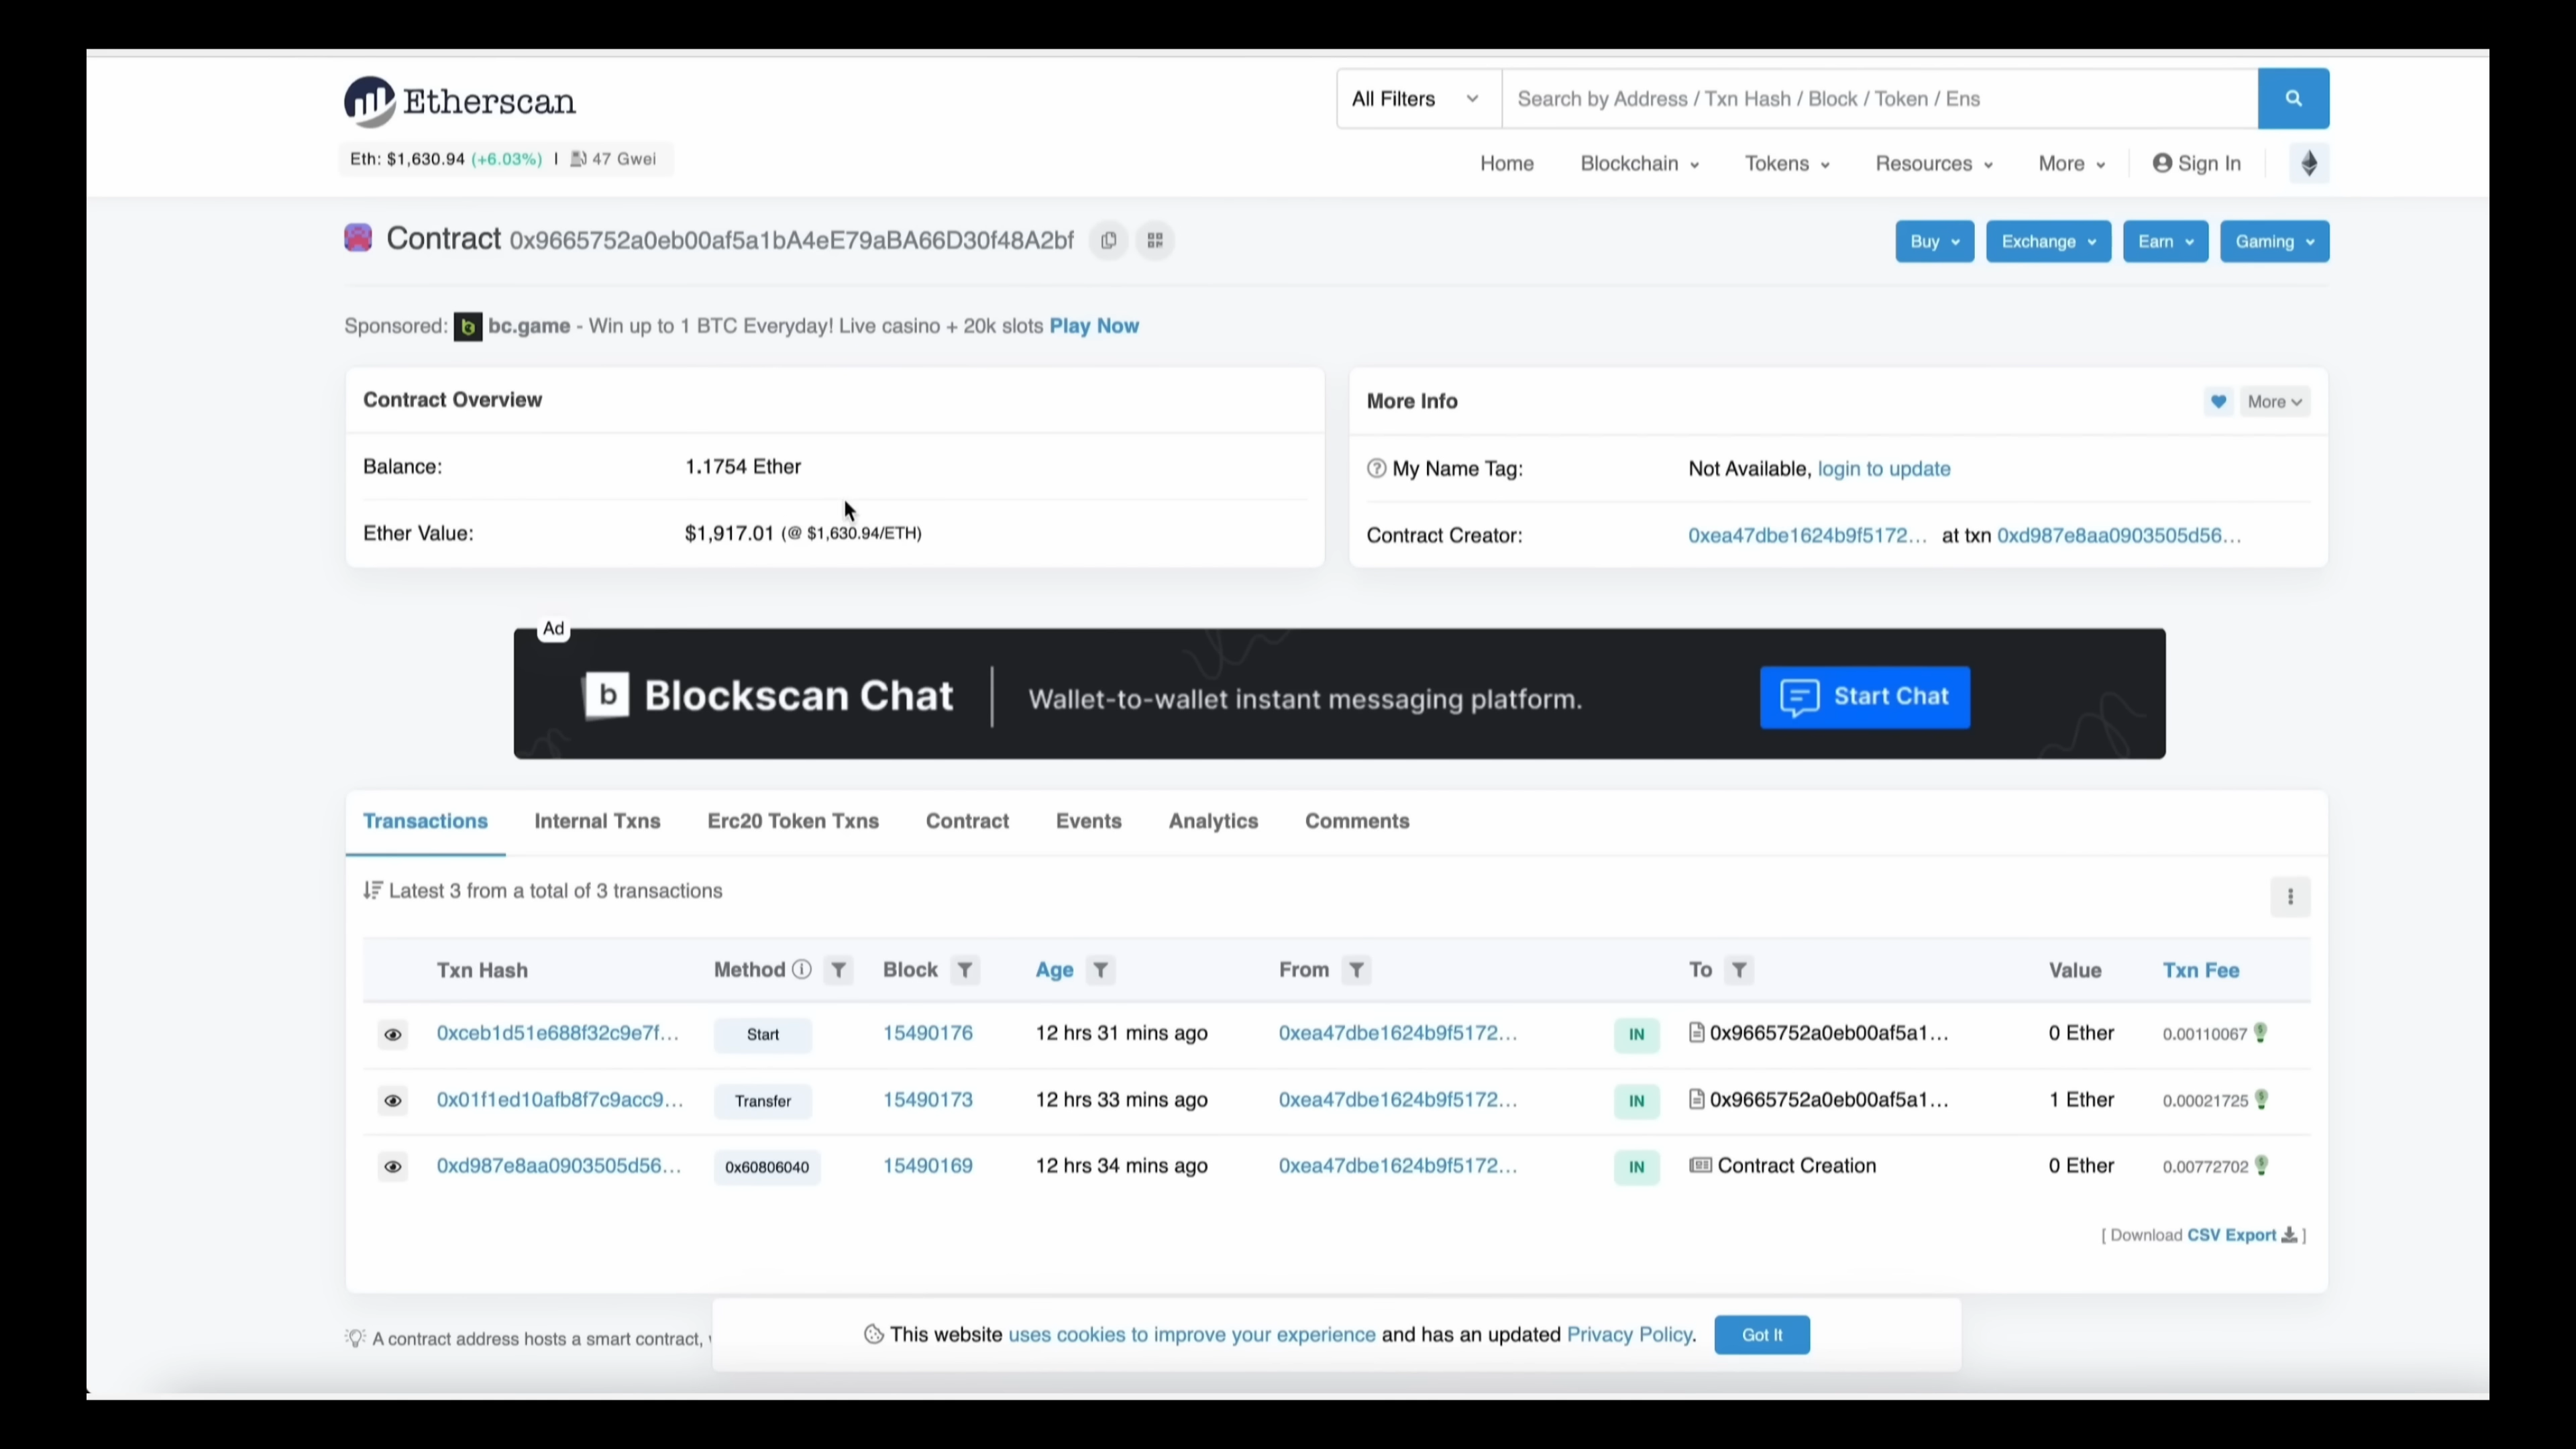 Etherscan
All Filters
Search by Address / Txn Hash / Block / Token / Ens
Eth: $1,630.94 (+6.03%) | 47 Gwei
Home Blockchain Tokens Resources More Sign In
Contract 0x9665752a0eb00af5a1bA4eE79aBA66D30f48A2bf
Buy Exchange Earn Gaming
Sponsored: bc.game - Win up to 1 BTC Everyday! Live casino + 20k slots Play Now
Contract Overview
Balance: 1.1754 Ether
Ether Value: $1,917.01 (@ $1,630.94/ETH)
More Info
More
My Name Tag: Not Available, login to update
Contract Creator: 0xea47dbe1624b9f5172... at txn 0xd987e8aa0903505d56...
Ad
b Blockscan Chat
Wallet-to-wallet instant messaging platform.
Start Chat
Transactions Internal Txns Erc20 Token Txns Contract Events Analytics Comments
Latest 3 from a total of 3 transactions
Txn Hash Method Block Age From To Value Txn Fee
0xceb1d51e688f32c9e7f... Start 15490176 12 hrs 31 mins ago 0xea47dbe1624b9f5172... IN 0x9665752a0eb00af5a1... 0 Ether 0.00110067
0x01f1ed10afb8f7c9acc9... Transfer 15490173 12 hrs 33 mins ago 0xea47dbe1624b9f5172... IN 0x9665752a0eb00af5a1... 1 Ether 0.00021725
0xd987e8aa0903505d56... 0x60806040 15490169 12 hrs 34 mins ago 0xea47dbe1624b9f5172... IN Contract Creation 0 Ether 0.00772702
[ Download CSV Export ]
A contract address hosts a smart contract,
This website uses cookies to improve your experience and has an updated Privacy Policy.
Got It